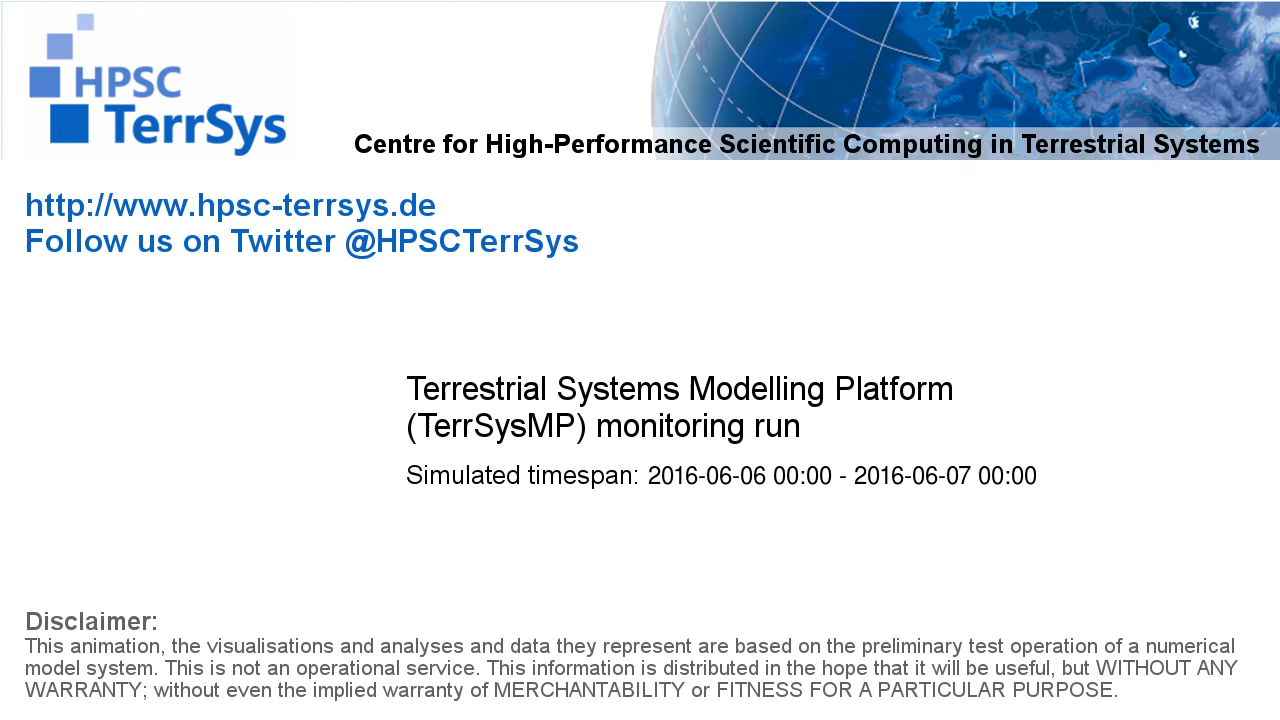 HPSC
TerrSys
Centre for High-Performance Scientific Computing in Terrestrial Systems
http://www.hpsc-terrsys.de
Follow us on Twitter @HPSCTerrSys
Terrestrial Systems Modelling Platform
(TerrSysMP) monitoring run
Simulated timespan: 2016-06-06 00:00 - 2016-06-07 00:00
Disclaimer:
This animation, the visualisations and analyses and data they represent are based on the preliminary test operation of a numerical
model system. This is not an operational service. This information is distributed in the hope that it will be useful, but WITHOUT ANY
WARRANTY; without even the implied warranty of MERCHANTABILITY or FITNESS FOR A PARTICULAR PURPOSE.